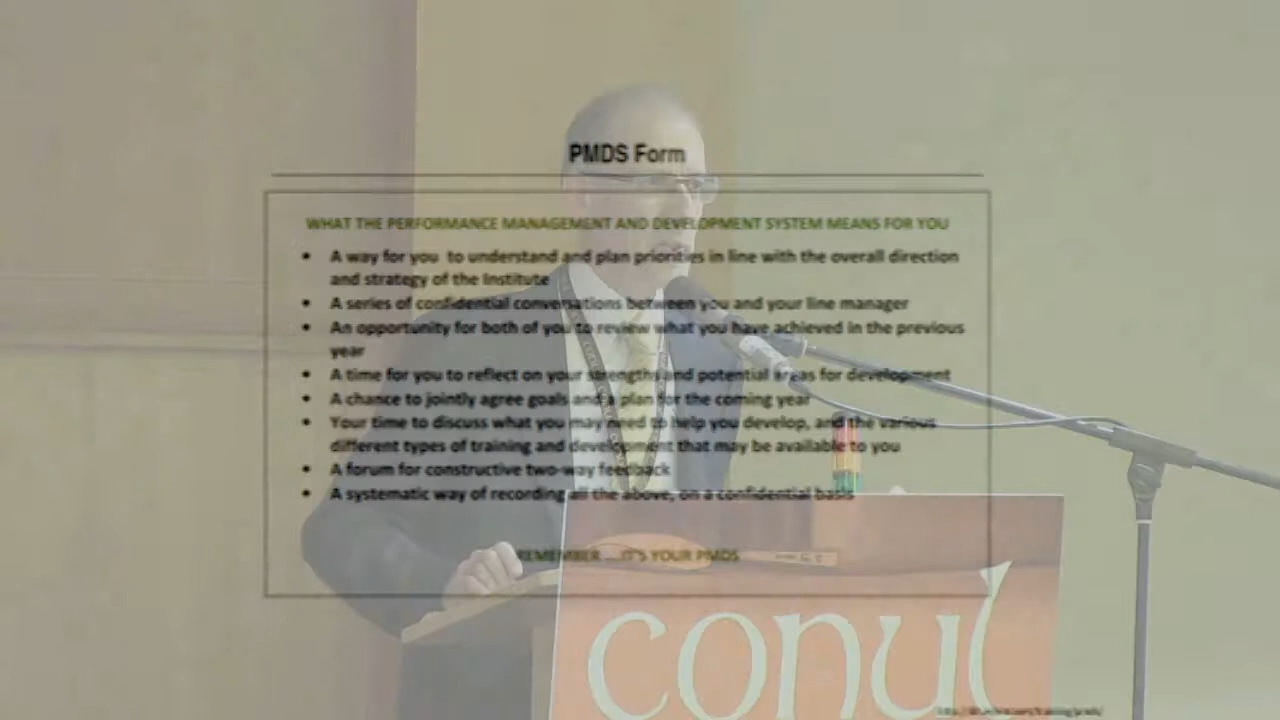 PMDS Form
WHAT THE PERFORMANCE MANAGEMENT AND DEVELOPMENT SYSTEM MEANS FOR YOU
• A way for you to understand and plan priorities in line with the overall direction
and strategy of the Institute
• A series of confidential conversations between you and your line manager
• An opportunity for both of you to review what you have achieved in the previous
year
• A time for you to reflect on your strengths and potential areas for development
• A chance to jointly agree goals and a plan for the coming year
• Your time to discuss what you may need to help you develop, and the various
different types of training and development that may be available to you
• A forum for constructive two-way feedback
• A systematic way of recording all the above, on a confidential basis
REMEMBER ... IT'S YOUR PMDS
conul